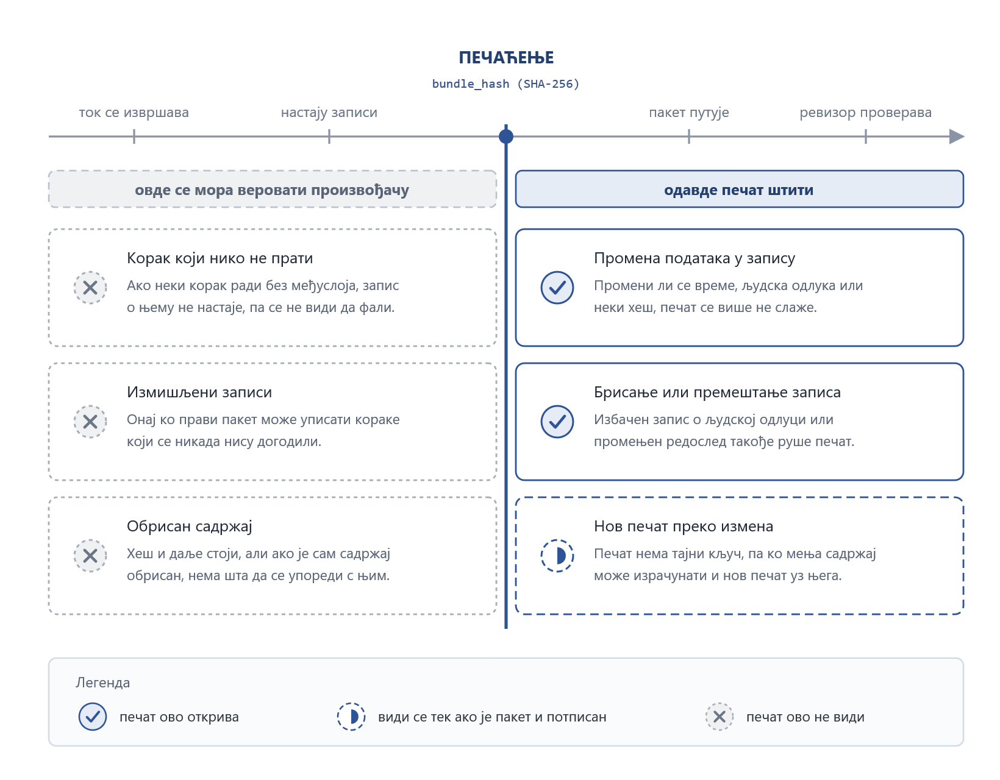 ПЕЧАЋЕЊЕ
bundle_hash (SHA-256)
ток се извршава
настају записи
пакет путује
ревизор проверава
овде се мора веровати произвођачу
одавде печат штити
Корак који нико не прати
Ако неки корак ради без међуслоја, запис
о њему не настаје, па се не види да фали.
Промена података у запису
Промени ли се време, људска одлука или
неки хеш, печат се више не слаже.
Измишљени записи
Онај ко прави пакет може уписати кораке
који се никада нису догодили.
Брисање или премештање записа
Избачен запис о људској одлуци или
промењен редослед такође руше печат.
Обрисан садржај
Хеш и даље стоји, али ако је сам садржај
обрисан, нема шта да се упореди с њим.
Нов печат преко измена
Печат нема тајни кључ, па ко мења садржај
може израчунати и нов печат уз њега.
Легенда
печат ово открива
види се тек ако је пакет и потписан
печат ово не види